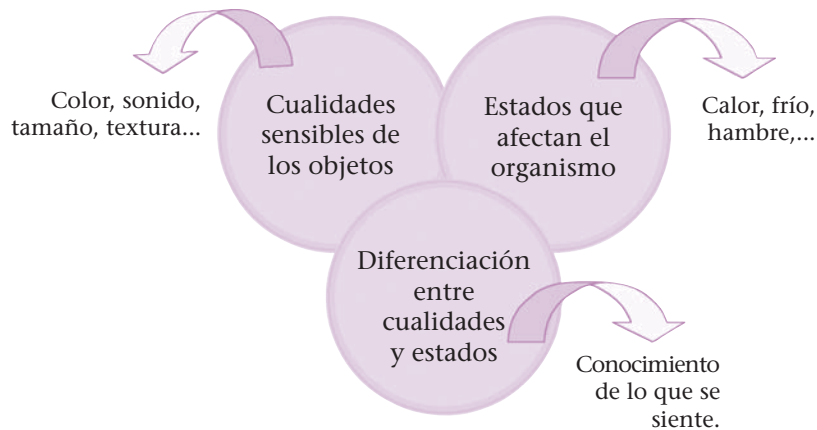 Color, sonido,
tamaño, textura...
Cualidades
sensibles de
los objetos
Estados que
afectan el
organismo
Calor, frío,
hambre,...
Diferenciación
entre
cualidades
y estados
Conocimiento
de lo que se
siente.